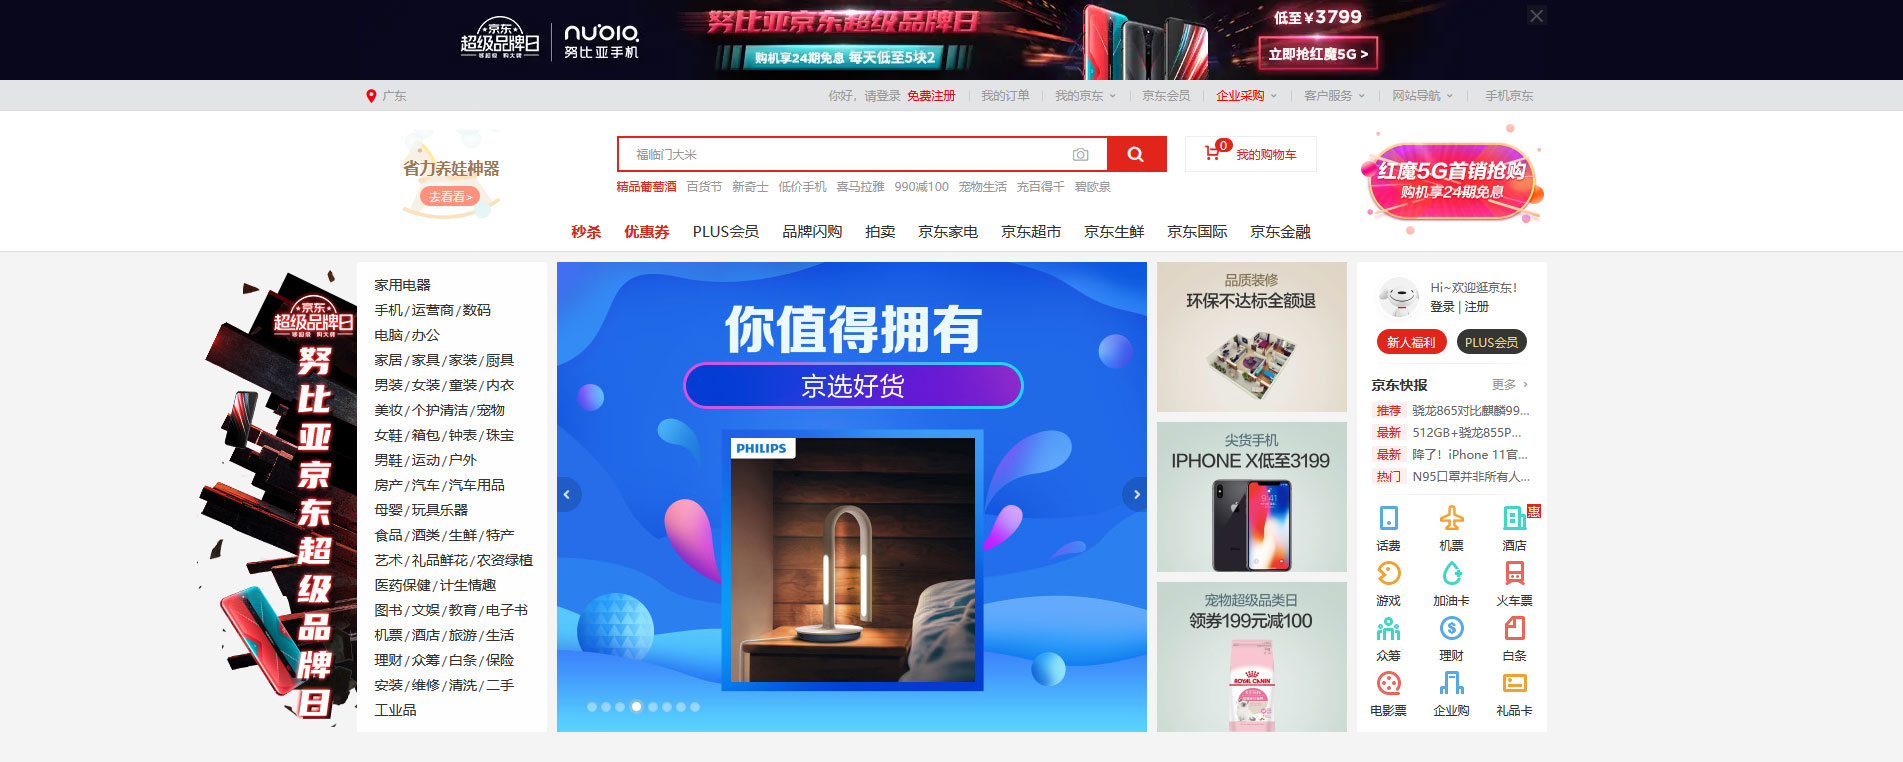 京东
超级品牌日
nubia
努比亚手机
努比亚京东超级品牌日
购机享24期免息 每天低至5块2
低至¥3799
立即抢红魔5G >
广东
你好，请登录 免费注册
我的订单
我的京东
京东会员
企业采购
客户服务
网站导航
手机京东
省力养娃神器
去看看>
福临门大米
0
我的购物车
红魔5G首销抢购
购机享24期免息
精品葡萄酒 百货节 新奇士 低价手机 喜马拉雅 990减100 宠物生活 充百得千 碧欧泉
秒杀 优惠券 PLUS会员 品牌闪购 拍卖 京东家电 京东超市 京东生鲜 京东国际 京东金融
京东
超级品牌日
努比亚京东超级品牌日
家用电器
手机/运营商/数码
电脑/办公
家居/家具/家装/厨具
男装/女装/童装/内衣
美妆/个护清洁/宠物
女鞋/箱包/钟表/珠宝
男鞋/运动/户外
房产/汽车/汽车用品
母婴/玩具乐器
食品/酒类/生鲜/特产
艺术/礼品鲜花/农资绿植
医药保健/计生情趣
图书/文娱/教育/电子书
机票/酒店/旅游/生活
理财/众筹/白条/保险
安装/维修/清洗/二手
工业品
你值得拥有
京选好货
PHILIPS
品质装修
环保不达标全额退
尖货手机
IPHONE X低至3199
9:41
宠物超级品类日
领券199元减100
ROYAL CANIN
Hi~欢迎逛京东!
登录 | 注册
新人福利 PLUS会员
京东快报 更多
推荐 骁龙865对比麒麟99...
最新 512GB+骁龙855P...
最新 降了！iPhone 11官...
热门 N95口罩并非所有人...
惠
话费 机票 酒店
游戏 加油卡 火车票
众筹 理财 白条
电影票 企业购 礼品卡